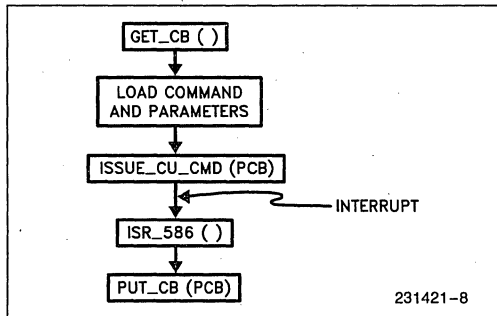 GET_CB ( )
LOAD COMMAND
AND PARAMETERS
ISSUE_CU_CMD (PCB)
INTERRUPT
ISR_586 ( )
PUT_CB (PCB)
231421-8